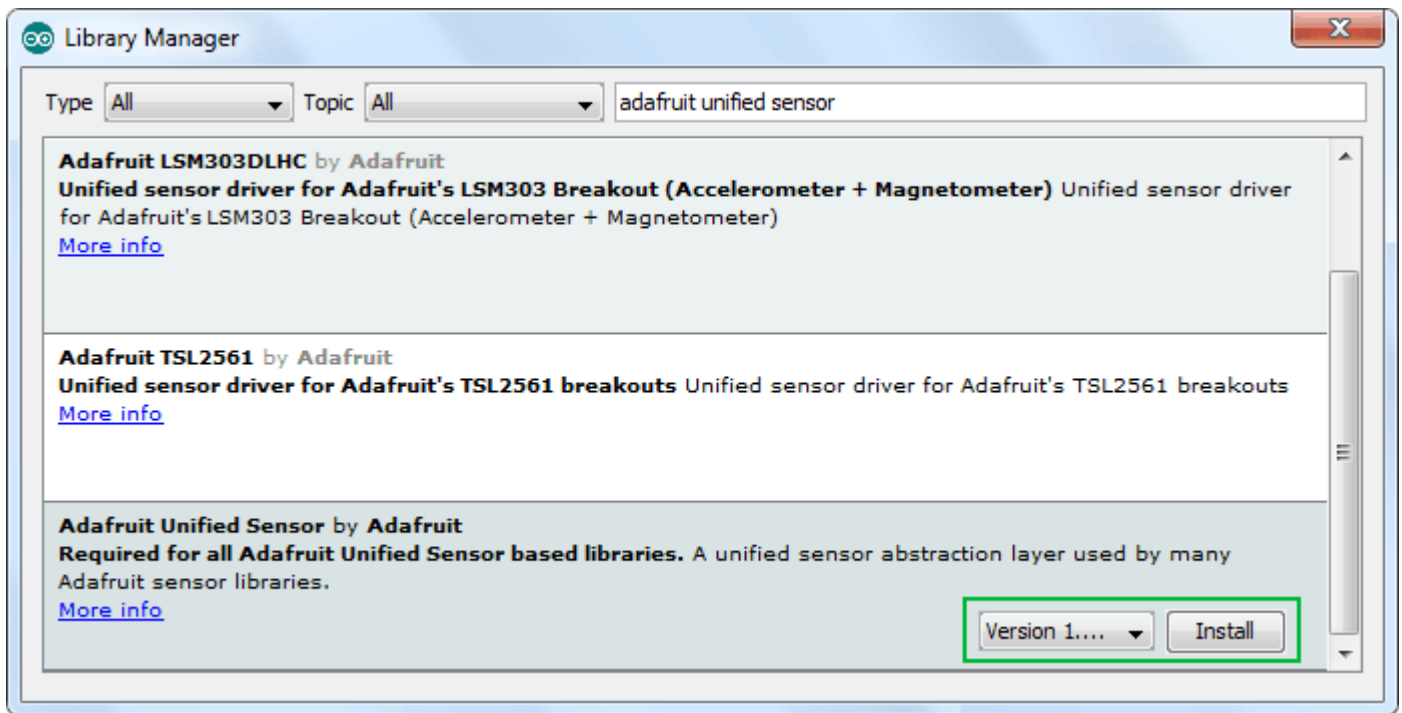 Library Manager
Type All Topic All adafruit unified sensor
Adafruit LSM303DLHC by Adafruit
Unified sensor driver for Adafruit's LSM303 Breakout (Accelerometer + Magnetometer) Unified sensor driver
for Adafruit's LSM303 Breakout (Accelerometer + Magnetometer)
More info
Adafruit TSL2561 by Adafruit
Unified sensor driver for Adafruit's TSL2561 breakouts Unified sensor driver for Adafruit's TSL2561 breakouts
More info
Adafruit Unified Sensor by Adafruit
Required for all Adafruit Unified Sensor based libraries. A unified sensor abstraction layer used by many
Adafruit sensor libraries.
More info
Version 1.... Install